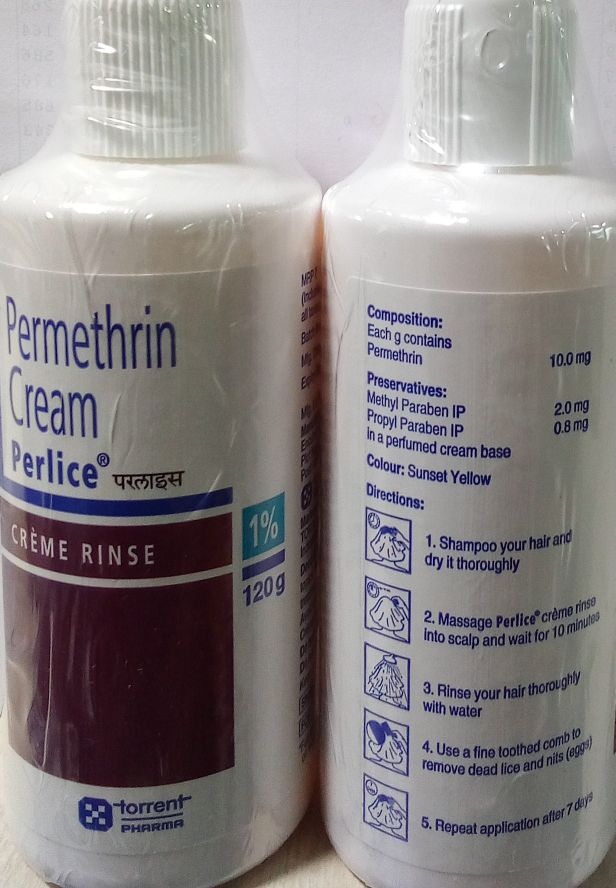 Permethrin
Cream
Perlice®
परलाइस
CRÈME RINSE
1%
120g
torrent
PHARMA
MRP
Composition:
Each g contains
Permethrin 10.0 mg
Preservatives:
Methyl Paraben IP 2.0 mg
Propyl Paraben IP 0.8 mg
In a perfumed cream base
Colour: Sunset Yellow
Directions:
1. Shampoo your hair and
dry it thoroughly
2. Massage Perlice® crème rinse
into scalp and wait for 10 minutes
3. Rinse your hair thoroughly
with water
4. Use a fine toothed comb to
remove dead lice and nits (eggs)
5. Repeat application after 7 days